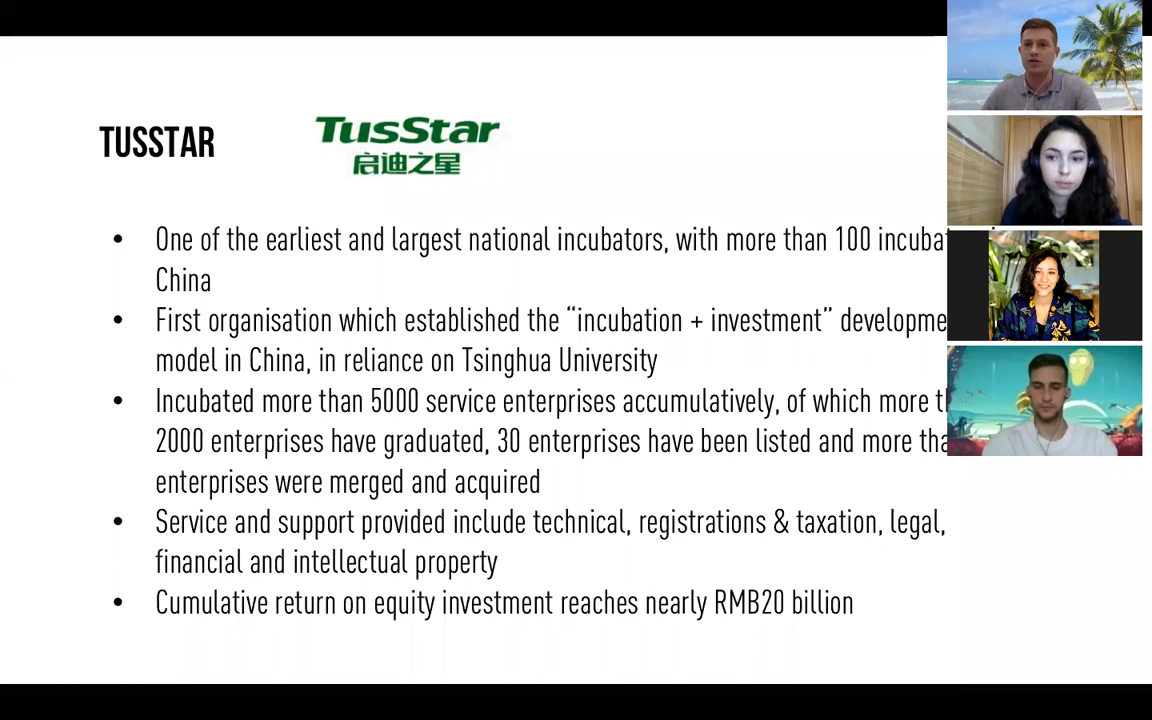 TUSSTAR
TusStar
启迪之星
• One of the earliest and largest national incubators, with more than 100
China
• First organisation which established the “incubation + investment”
model in China, in reliance on Tsinghua University
• Incubated more than 5000 service enterprises accumulatively, of which more
2000 enterprises have graduated, 30 enterprises have been listed and more
enterprises were merged and acquired
• Service and support provided include technical, registrations & taxation, legal,
financial and intellectual property
• Cumulative return on equity investment reaches nearly RMB20 billion